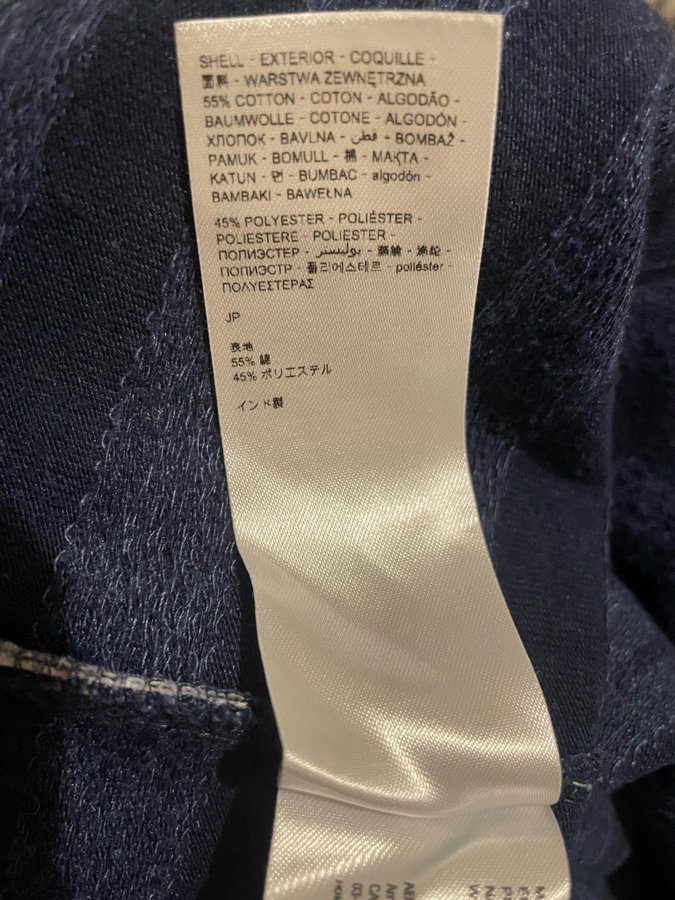 SHELL - EXTERIOR - COQUILLE -
面料 - WARSTWA ZEWNĘTRZNA
55% COTTON - COTON - ALGODÃO -
BAUMWOLLE - COTONE - ALGODÓN -
ХЛОПОК - BAVLNA - قطن - BOMBAŽ -
PAMUK - BOMULL - 棉 - МАҚТА -
KATUN - 면 - BUMBAC - algodón -
BAMBAKI - BAWEŁNA
45% POLYESTER - POLIÉSTER -
POLIESTERE - POLIESTER -
ПОЛИЭСТЕР - بوليستر -
ПОЛИЭСТР - 폴리에스테르 - poliéster -
ΠΟΛΥΕΣΤΕΡΑΣ
JP
表地
55% 綿
45% ポリエステル
インド製